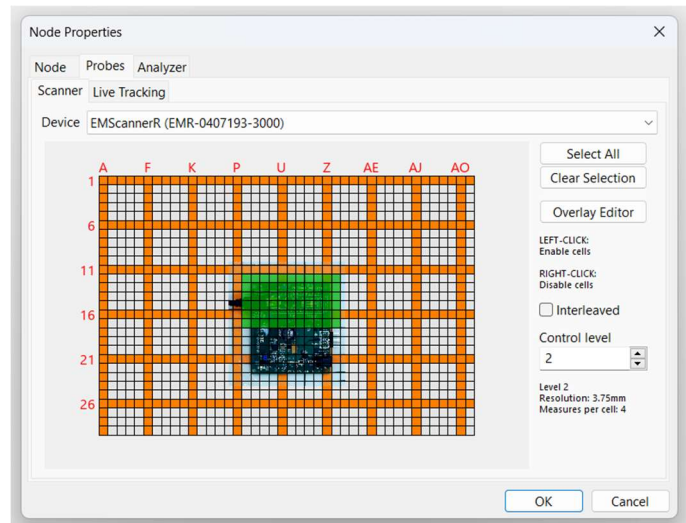 Node Properties
Node Probes Analyzer
Scanner Live Tracking
Device EMScannerR (EMR-0407193-3000)
A F K P U Z AE AJ AO
1
6
11
16
21
26
Select All
Clear Selection
Overlay Editor
LEFT-CLICK:
Enable cells
RIGHT-CLICK:
Disable cells
Interleaved
Control level
2
Level 2
Resolution: 3.75mm
Measures per cell: 4
OK Cancel